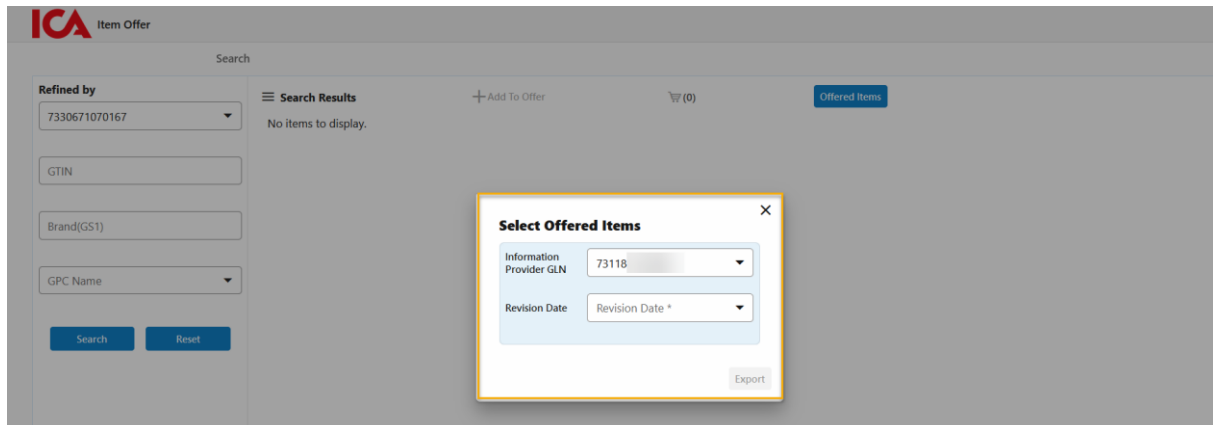 ICA Item Offer
Search
Refined by
7330671070167
GTIN
Brand(GS1)
GPC Name
Search Reset
Search Results
Add To Offer
(0)
Offered Items
No items to display.
Select Offered Items
Information
Provider GLN
73118
Revision Date
Revision Date *
Export